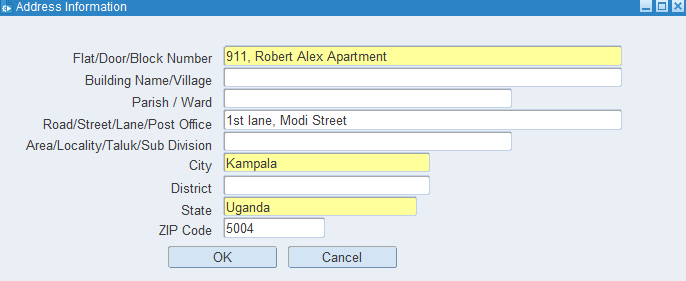 Address Information
Flat/Door/Block Number 911, Robert Alex Apartment
Building Name/Village
Parish / Ward
Road/Street/Lane/Post Office 1st lane, Modi Street
Area/Locality/Taluk/Sub Division
City Kampala
District
State Uganda
ZIP Code 5004
OK Cancel